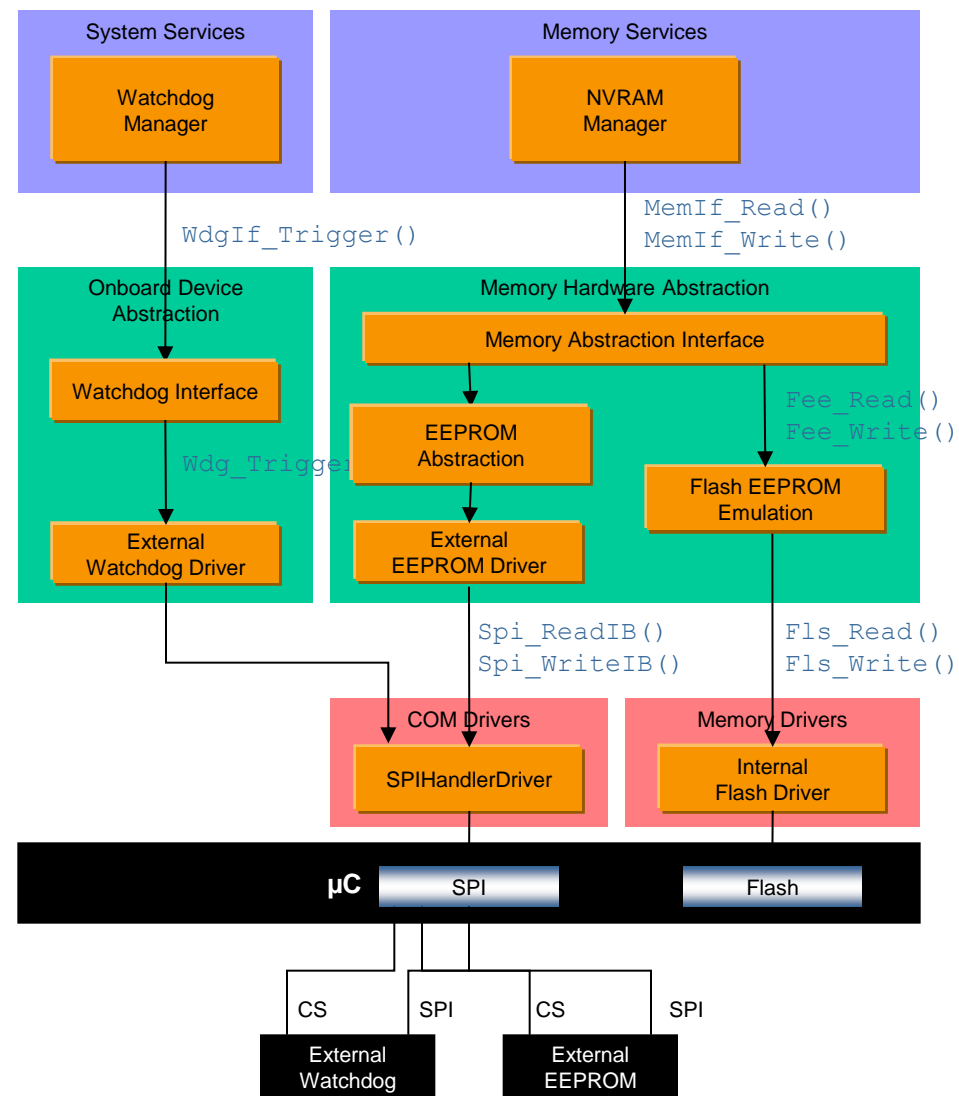 System Services
Memory Services
Watchdog
Manager
NVRAM
Manager
WdgIf_Trigger()
MemIf_Read()
MemIf_Write()
Onboard Device
Abstraction
Memory Hardware Abstraction
Memory Abstraction Interface
Watchdog Interface
Fee_Read()
Fee_Write()
EEPROM
Abstraction
Wdg_Trigger
Flash EEPROM
Emulation
External
Watchdog Driver
External
EEPROM Driver
Spi_ReadIB()
Spi_WriteIB()
Fls_Read()
Fls_Write()
COM Drivers
Memory Drivers
SPIHandlerDriver
Internal
Flash Driver
µC
SPI
Flash
CS
SPI
CS
SPI
External
Watchdog
External
EEPROM